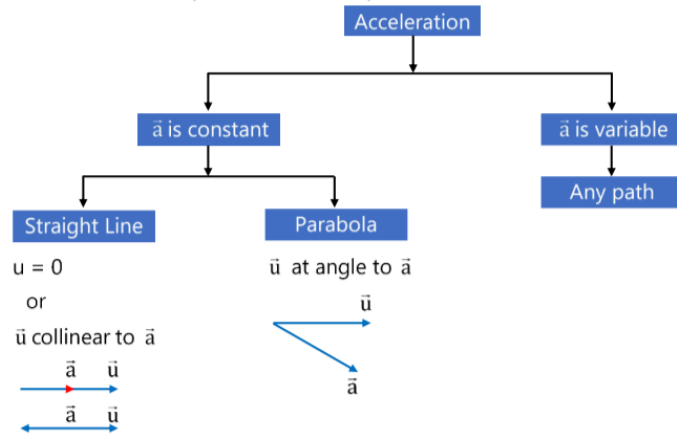 Acceleration
a⃗ is constant
a⃗ is variable
Any path
Straight Line
Parabola
u = 0
or
u⃗ collinear to a⃗
a⃗ u⃗
a⃗ u⃗
u⃗ at angle to a⃗
u⃗
a⃗